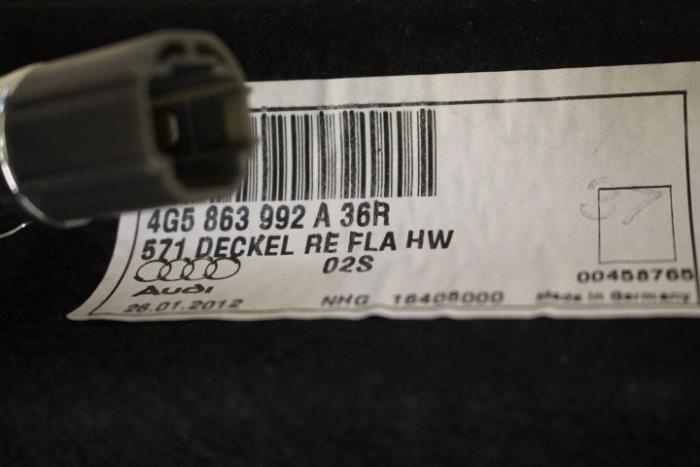 4G5 863 992 A 36R
571 DECKEL RE FLA HW
02S
Audi
00458765
26.01.2012 NHG 16408000 Made in Germany